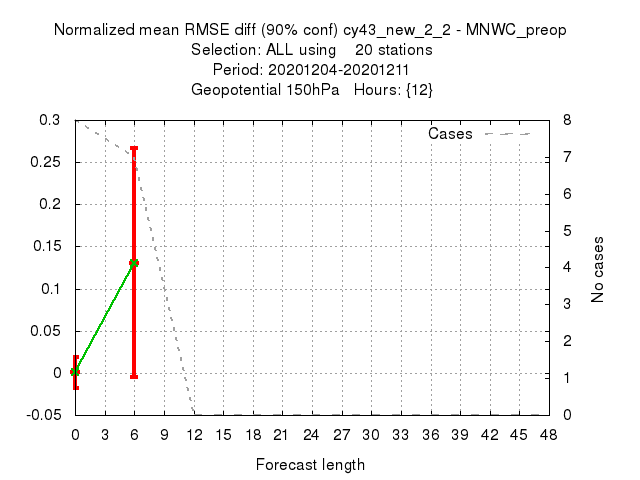 Normalized mean RMSE diff (90% conf) cy43_new_2_2 - MNWC_preop
Selection: ALL using    20 stations
Period: 20201204-20201211
Geopotential 150hPa   Hours: {12}
Cases
0.3
0.25
0.2
0.15
0.1
0.05
0
-0.05
8
7
6
5
4
3
2
1
0
No cases
0 3 6 9 12 15 18 21 24 27 30 33 36 39 42 45 48
Forecast length